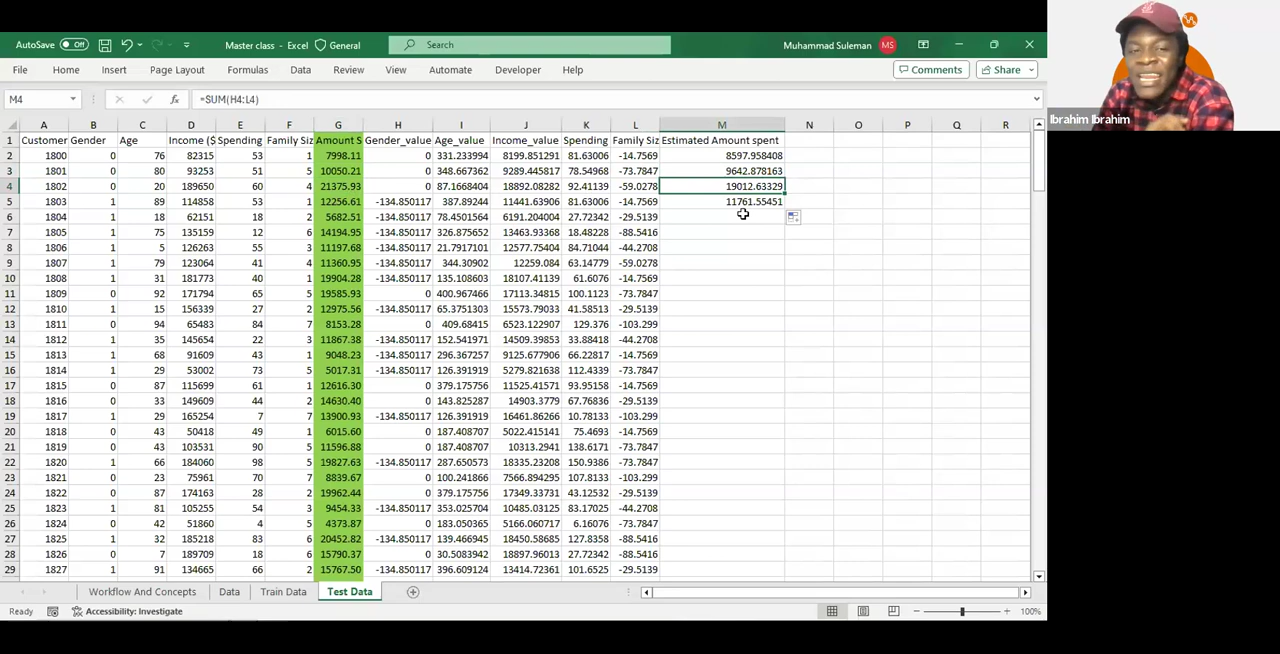 AutoSave Off Master class - Excel General Search Muhammad Suleman MS
File Home Insert Page Layout Formulas Data Review View Automate Developer Help Comments Share
M4 fx =SUM(H4:L4)
A B C D E F G H I J K L M N O P Q R
1 Customer Gender Age Income ($ Spending Family Siz Amount S Gender_value Age_value Income_value Spending Family Siz Estimated Amount spent
2 1800 0 76 82315 53 1 7998.11 0 331.233994 8199.851291 81.63006 -14.7569 8597.958408
3 1801 0 80 93253 51 5 10050.21 0 348.667362 9289.445817 78.54968 -73.7847 9642.878163
4 1802 0 20 189650 60 4 21375.93 0 87.1668404 18892.08282 92.41139 -59.0278 19012.63329
5 1803 1 89 114858 53 1 12256.61 -134.850117 387.89244 11441.63906 81.63006 -14.7569 11761.55451
6 1804 0 18 62151 18 2 5682.51 0 78.4501564 6191.204004 27.72342 -29.5139
7 1805 1 75 135159 12 6 14194.95 -134.850117 326.875652 13463.93368 18.48228 -88.5416
8 1806 1 5 126263 55 3 11197.68 -134.850117 21.7917101 12577.75404 84.71044 -44.2708
9 1807 1 79 123064 41 4 11360.95 -134.850117 344.30902 12259.084 63.14779 -59.0278
10 1808 1 31 181773 40 1 19904.28 -134.850117 135.108603 18107.41139 61.6076 -14.7569
11 1809 0 92 171794 65 5 19585.93 0 400.967466 17113.34815 100.1123 -73.7847
12 1810 1 15 156339 27 2 12975.56 -134.850117 65.3751303 15573.79033 41.58513 -29.5139
13 1811 0 94 65483 84 7 8153.28 0 409.68415 6523.122907 129.376 -103.299
14 1812 1 35 145654 22 3 11867.38 -134.850117 152.541971 14509.39853 33.88418 -44.2708
15 1813 1 68 91609 43 1 9048.23 -134.850117 296.367257 9125.677906 66.22817 -14.7569
16 1814 1 29 53002 73 5 5017.31 -134.850117 126.391919 5279.821638 112.4339 -73.7847
17 1815 0 87 115699 61 1 12616.30 0 379.175756 11525.41571 93.95158 -14.7569
18 1816 0 33 149609 44 2 14630.40 0 143.825287 14903.3779 67.76836 -29.5139
19 1817 1 29 165254 7 7 13900.93 -134.850117 126.391919 16461.86266 10.78133 -103.299
20 1818 0 43 50418 49 1 6015.60 0 187.408707 5022.415141 75.4693 -14.7569
21 1819 0 43 103531 90 5 11596.88 0 187.408707 10313.2941 138.6171 -73.7847
22 1820 1 66 184060 98 5 19827.63 -134.850117 287.650573 18335.23208 150.9386 -73.7847
23 1821 0 23 75961 70 7 8839.67 0 100.241866 7566.894295 107.8133 -103.299
24 1822 0 87 174163 28 2 19962.44 0 379.175756 17349.33731 43.12532 -29.5139
25 1823 1 81 105255 54 3 9454.33 -134.850117 353.025704 10485.03125 83.17025 -44.2708
26 1824 0 42 51860 4 5 4373.87 0 183.050365 5166.060717 6.16076 -73.7847
27 1825 1 32 185218 83 6 20452.82 -134.850117 139.466945 18450.58685 127.8358 -88.5416
28 1826 0 7 189709 18 6 15790.37 0 30.5083942 18897.96013 27.72342 -88.5416
29 1827 1 91 134665 66 2 15767.50 -134.850117 396.609124 13414.72361 101.6525 -29.5139
Workflow And Concepts Data Train Data Test Data
Ready Accessibility: Investigate 100%
Ibrahim Ibrahim